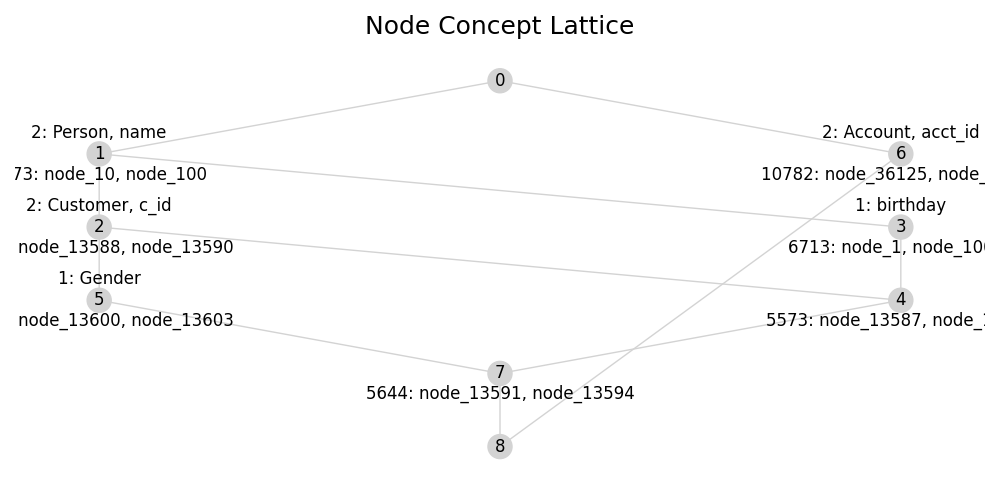 Node Concept Lattice
0
2: Person, name
2: Account, acct_id
1
6
73: node_10, node_100
10782: node_36125, node_
2: Customer, c_id
1: birthday
2
3
node_13588, node_13590
6713: node_1, node_100
1: Gender
5
4
node_13600, node_13603
5573: node_13587, node_1
7
5644: node_13591, node_13594
8